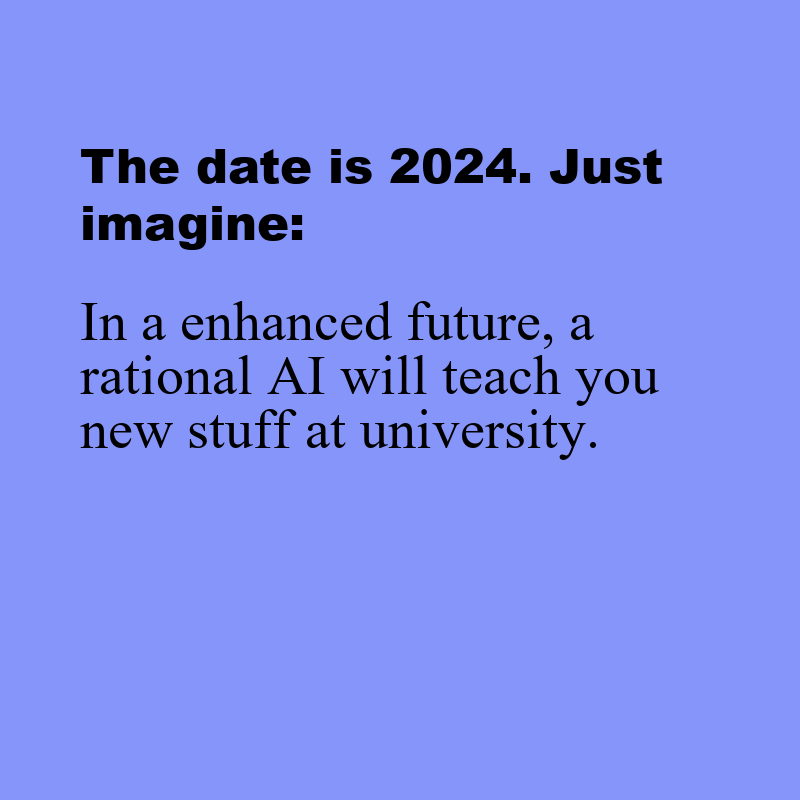 The date is 2024. Just
imagine:
In a enhanced future, a
rational AI will teach you
new stuff at university.